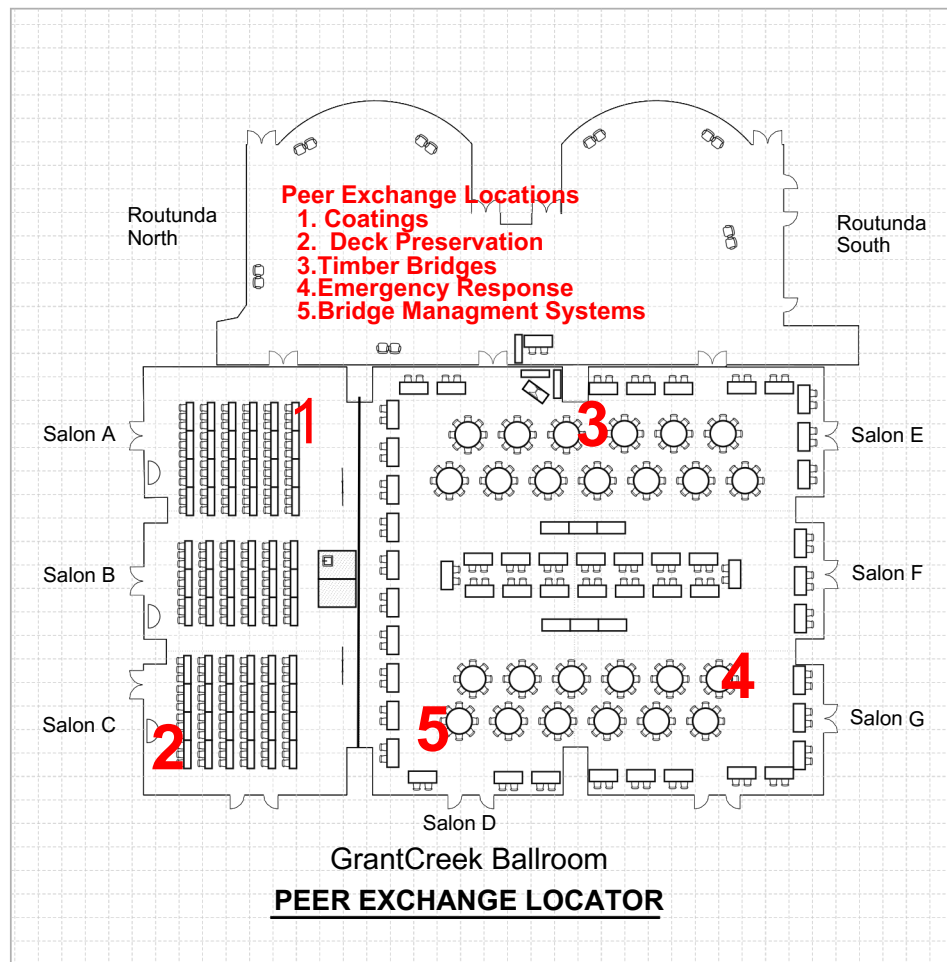 Peer Exchange Locations
1. Coatings
2. Deck Preservation
3.Timber Bridges
4.Emergency Response
5.Bridge Managment Systems
Routunda
North
Routunda
South
1
3
Salon A
Salon E
Salon B
Salon F
4
5
2
Salon C
Salon G
Salon D
GrantCreek Ballroom
PEER EXCHANGE LOCATOR